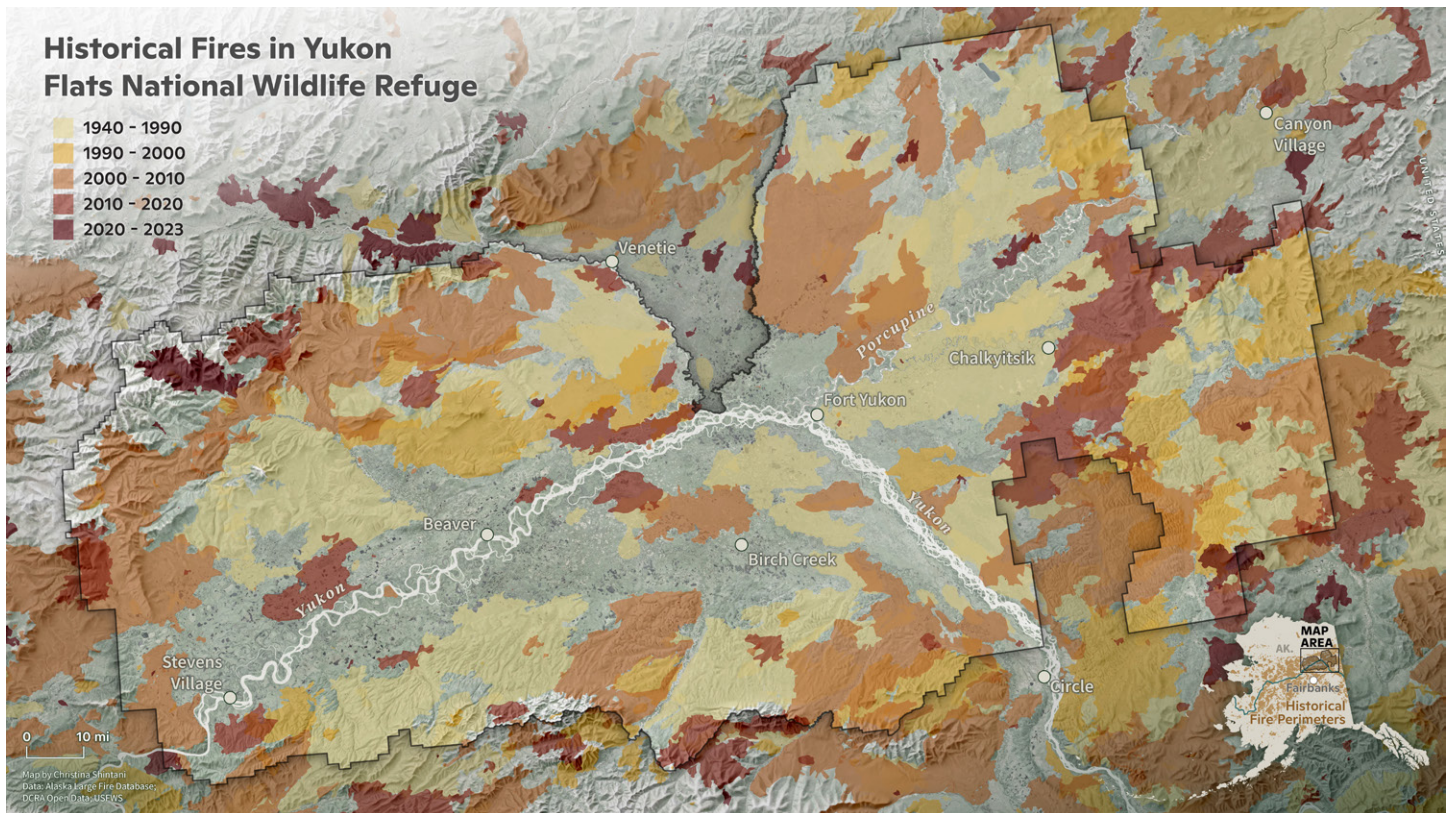 Historical Fires in Yukon
Flats National Wildlife Refuge
1940 - 1990
1990 - 2000
2000 - 2010
2010 - 2020
2020 - 2023
Canyon
Village
UNITED STATES
Venetie
Porcupine
Chalkyitsik
Fort Yukon
Yukon
Beaver
Birch Creek
Yukon
Stevens
Village
Circle
MAP
AREA
AK.
Fairbanks
Historical
Fire Perimeters
0 10 mi
Map by Christina Shintani
Data: Alaska Large Fire Database;
DCRA Open Data; USFWS